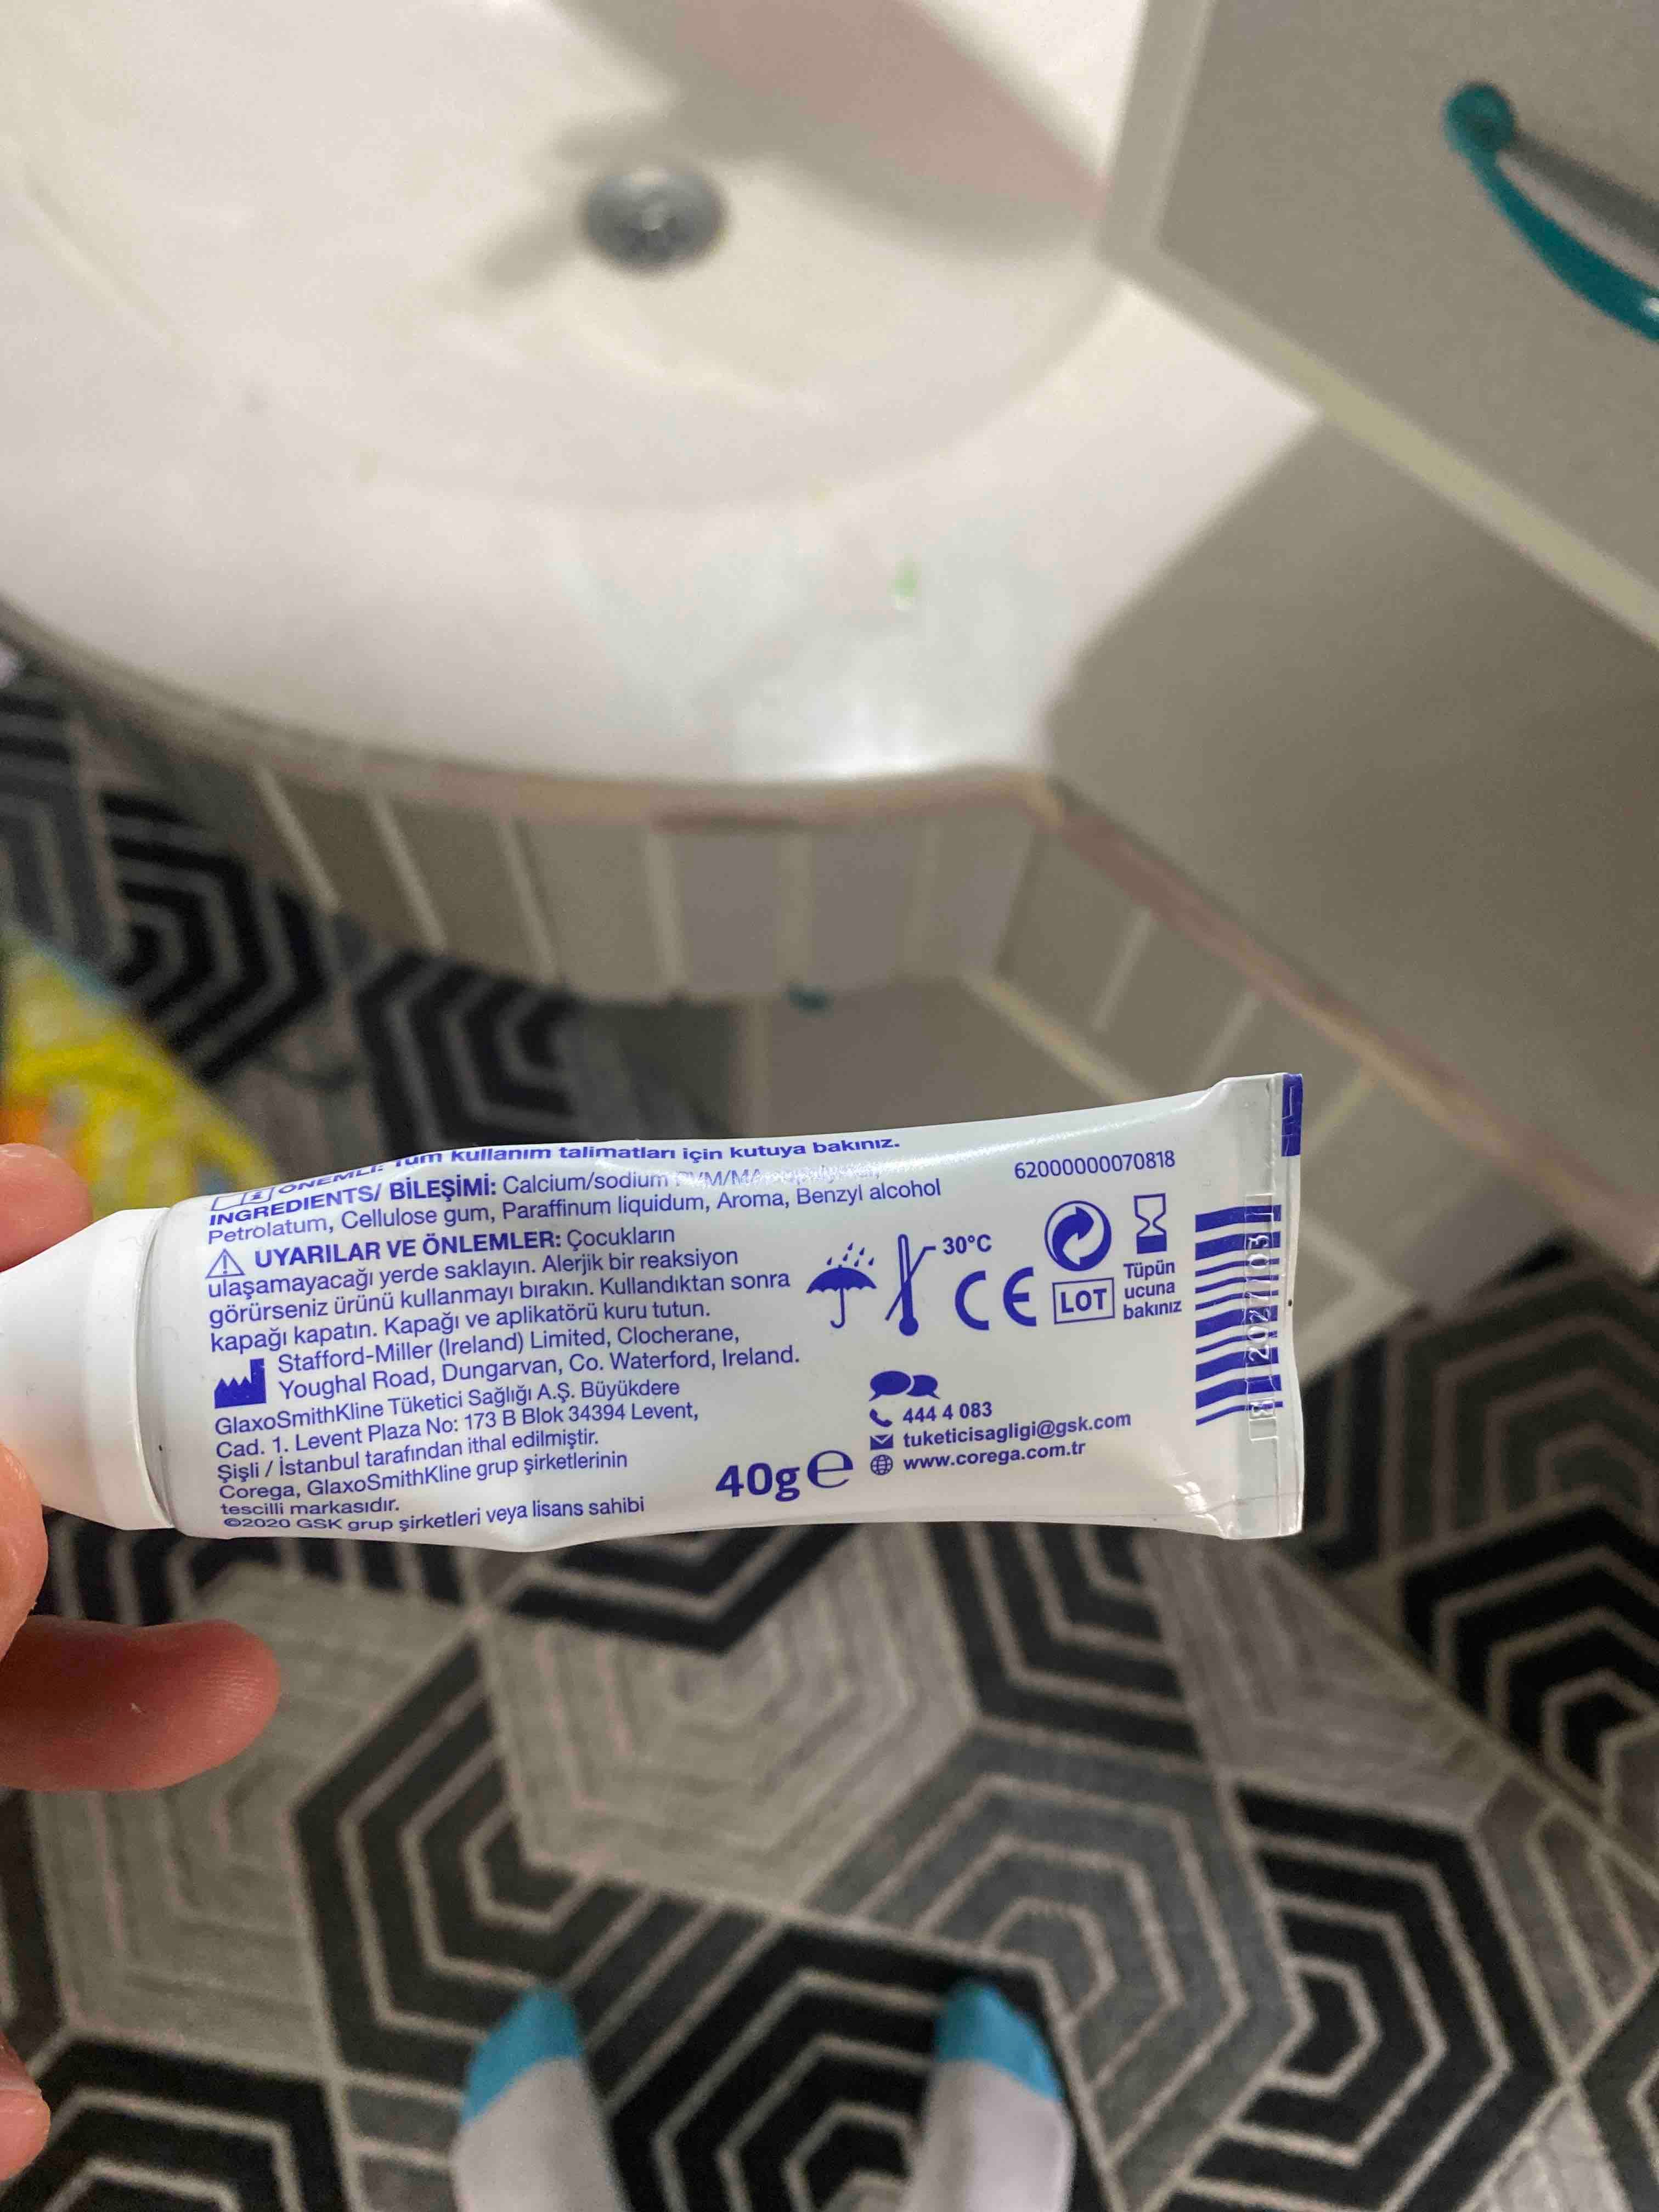 ÖNEMLİ: Tüm kullanım talimatları için kutuya bakınız.
INGREDIENTS/ BİLEŞİMİ: Calcium/sodium PVM/MA
Petrolatum, Cellulose gum, Paraffinum liquidum, Aroma, Benzyl alcohol
UYARILAR VE ÖNLEMLER: Çocukların
ulaşamayacağı yerde saklayın. Alerjik bir reaksiyon
görürseniz ürünü kullanmayı bırakın. Kullandıktan sonra
kapağı kapatın. Kapağı ve aplikatörü kuru tutun.
Stafford-Miller (Ireland) Limited, Clocherane,
Youghal Road, Dungarvan, Co. Waterford, Ireland.
GlaxoSmithKline Tüketici Sağlığı A.Ş. Büyükdere
Cad. 1. Levent Plaza No: 173 B Blok 34394 Levent,
Şişli / İstanbul tarafından ithal edilmiştir.
Corega, GlaxoSmithKline grup şirketlerinin
tescilli markasıdır.
©2020 GSK grup şirketleri veya lisans sahibi
62000000070818
30°C
CE
LOT
Tüpün
ucuna
bakınız
40g℮
444 4 083
tuketicisagligi@gsk.com
www.corega.com.tr
2027/03